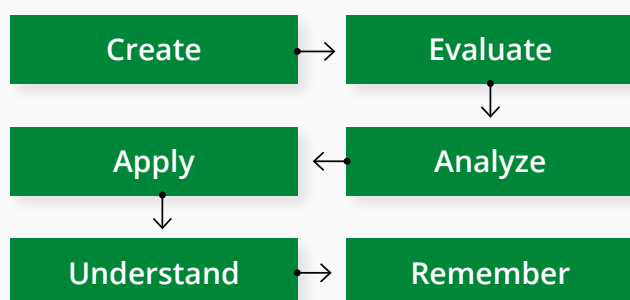 Create
Evaluate
Apply
Analyze
Understand
Remember